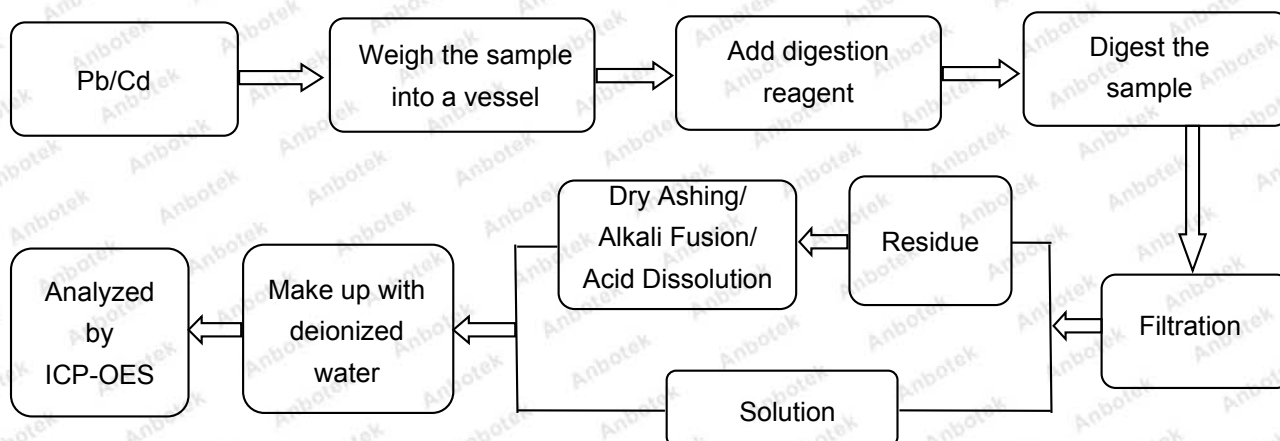 Pb/Cd
Weigh the sample
into a vessel
Add digestion
reagent
Digest the
sample
Dry Ashing/
Alkali Fusion/
Acid Dissolution
Residue
Filtration
Analyzed
by
ICP-OES
Make up with
deionized
water
Solution
Anbotek